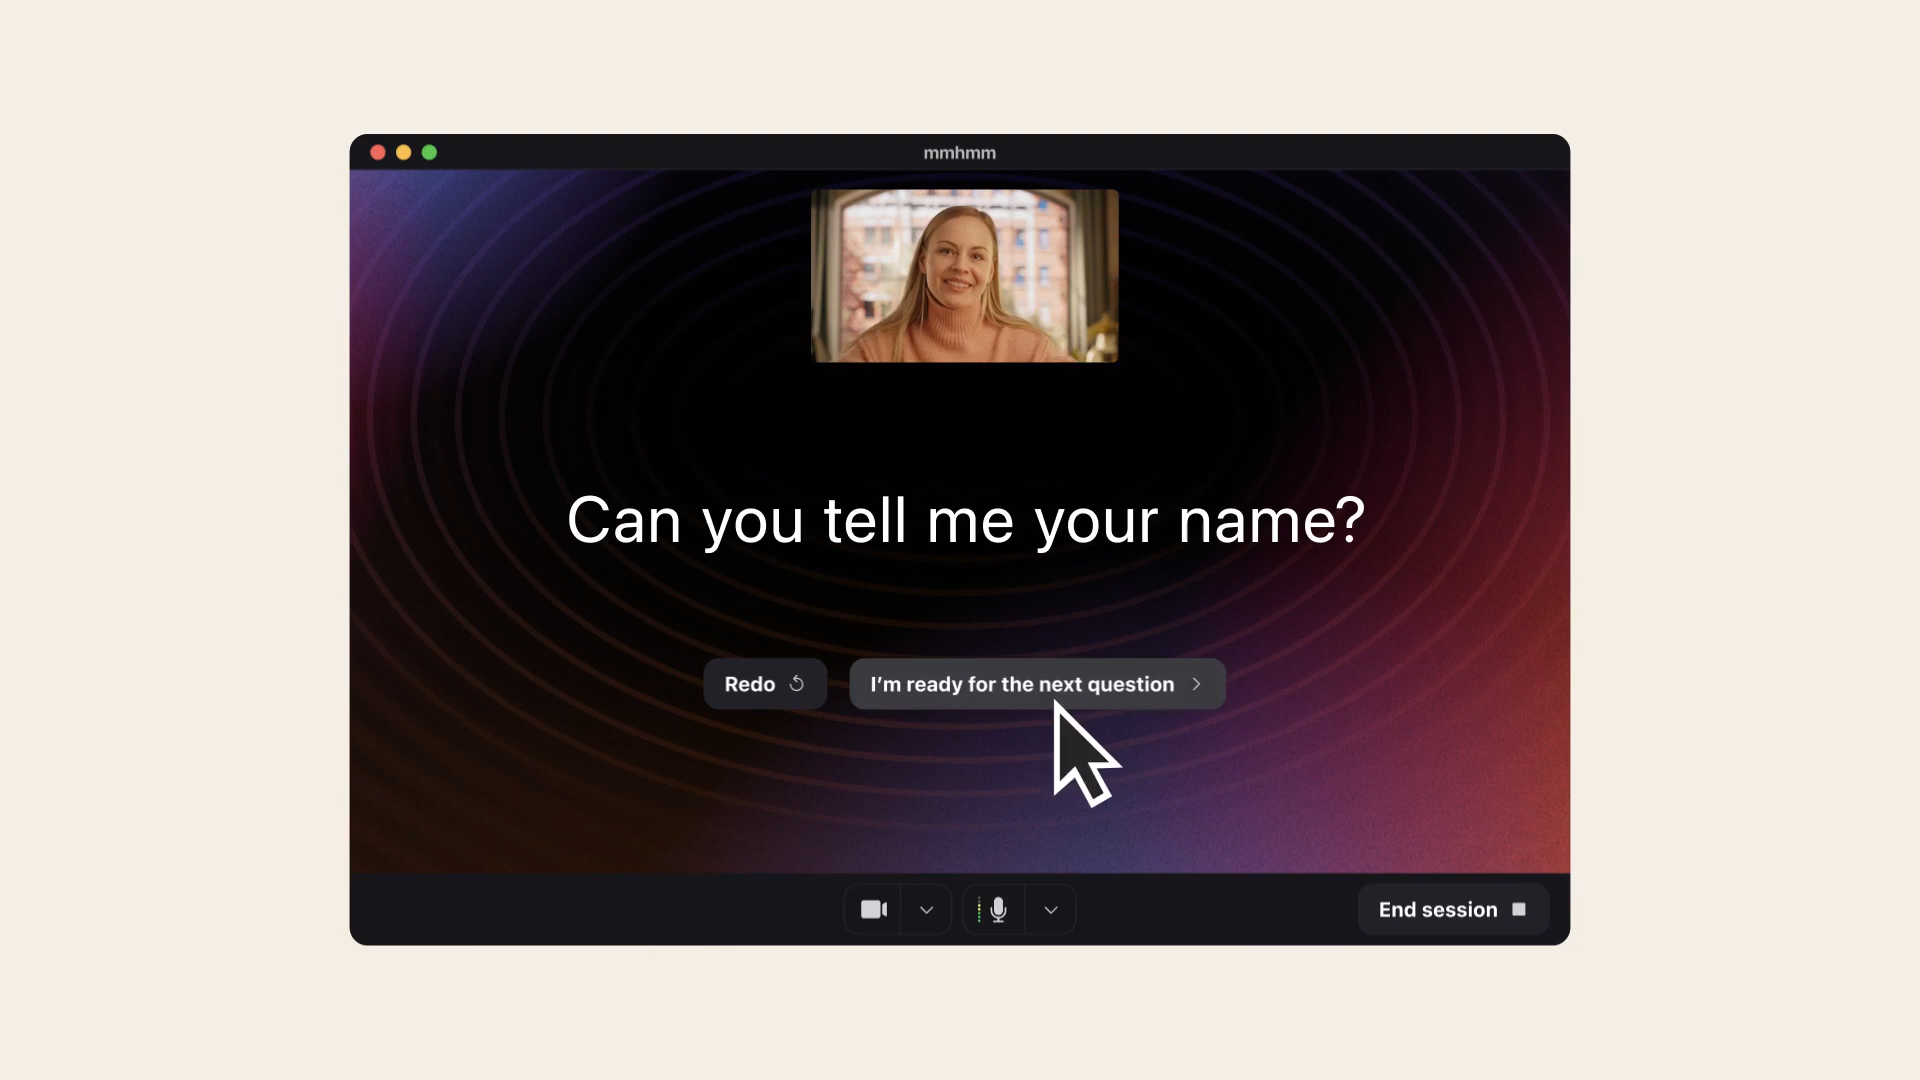 mmhmm
Can you tell me your name?
Redo
I’m ready for the next question
End session